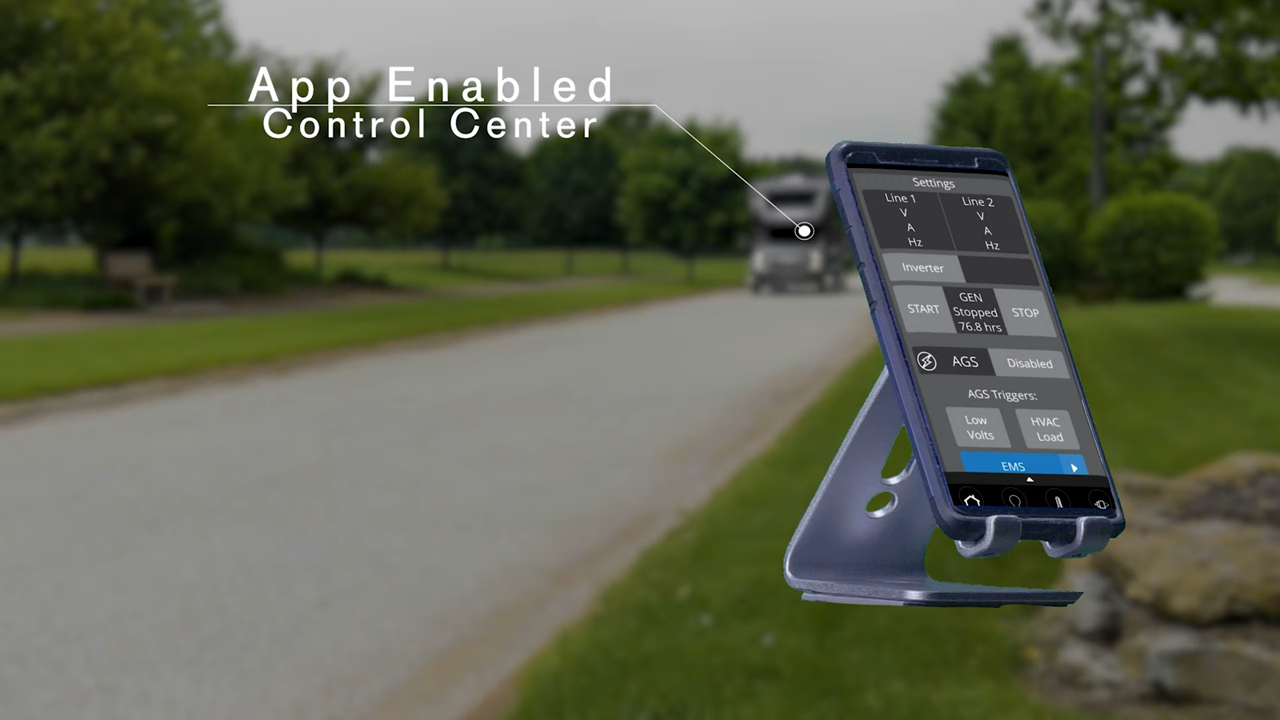 App Enabled
Control Center
Settings
Line 1
V
A
Hz
Line 2
V
A
Hz
Inverter
START
GEN
Stopped
76.8 hrs
STOP
AGS
Disabled
AGS Triggers:
Low
Volts
HVAC
Load
EMS